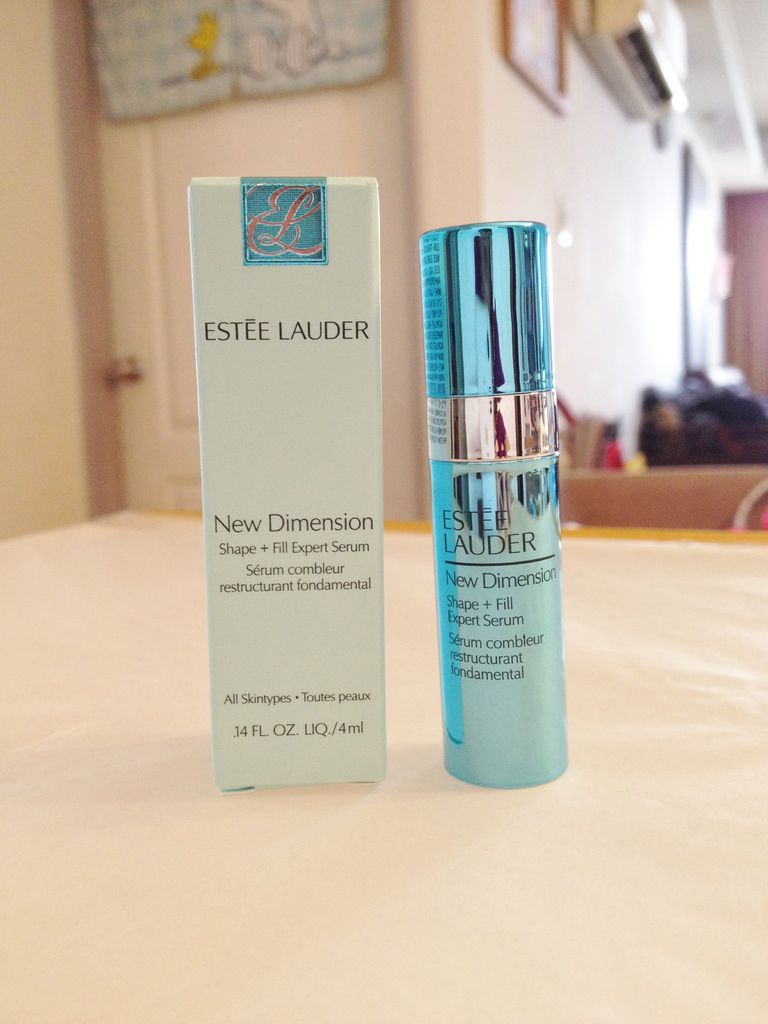 EL
ESTĒE LAUDER
New Dimension
Shape + Fill Expert Serum
Sérum combleur
restructurant fondamental
All Skintypes • Toutes peaux
.14 FL. OZ. LIQ./4ml
ESTĒE
LAUDER
New Dimension
Shape + Fill
Expert Serum
Sérum combleur
restructurant
fondamental